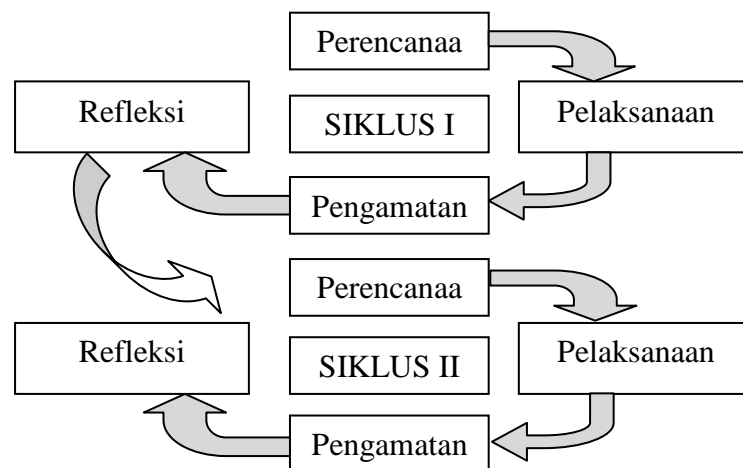 Perencanaa
Refleksi
SIKLUS I
Pelaksanaan
Pengamatan
Perencanaa
Refleksi
SIKLUS II
Pelaksanaan
Pengamatan